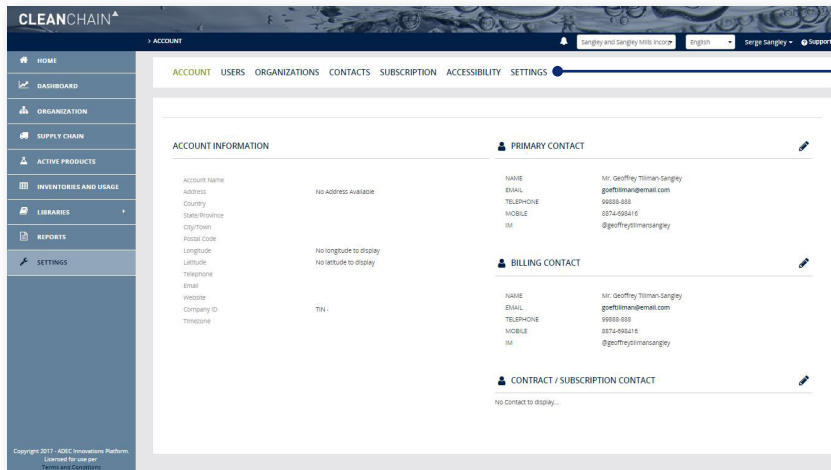 CLEANCHAIN
> ACCOUNT
Sangley and Sangley Mills Incorp
English
Serge Sangley
Support
HOME
DASHBOARD
ORGANIZATION
SUPPLY CHAIN
ACTIVE PRODUCTS
INVENTORIES AND USAGE
LIBRARIES
REPORTS
SETTINGS
ACCOUNT USERS ORGANIZATIONS CONTACTS SUBSCRIPTION ACCESSIBILITY SETTINGS
ACCOUNT INFORMATION
Account Name
Address No Address Available
Country
State/Province
City/Town
Postal Code
Longitude No longitude to display
Latitude No latitude to display
Telephone
Email
Website
Company ID TIN -
Timezone
PRIMARY CONTACT
NAME Mr. Geoffrey Tillman-Sangley
EMAIL goeftillman@email.com
TELEPHONE 99888-888
MOBILE 8874-698416
IM @geoffreytillmansangley
BILLING CONTACT
NAME Mr. Geoffrey Tillman-Sangley
EMAIL goeftillman@email.com
TELEPHONE 99888-888
MOBILE 8874-698416
IM @geoffreytillmansangley
CONTRACT / SUBSCRIPTION CONTACT
No Contact to display...
Copyright 2017 - ADEC Innovations Platform.
Licensed for use per
Terms and Conditions